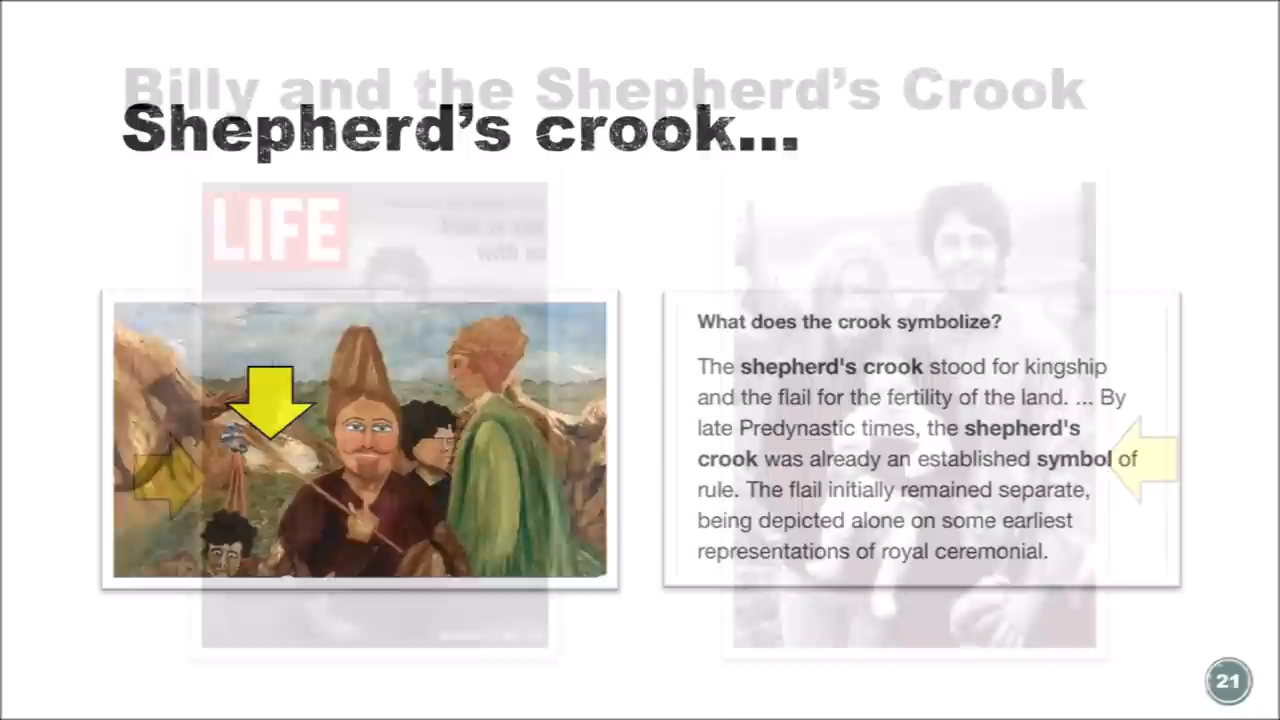 Billy and the Shepherd's Crook
Shepherd's crook...
LIFE
What does the crook symbolize?
The shepherd's crook stood for kingship
and the flail for the fertility of the land. ... By
late Predynastic times, the shepherd's
crook was already an established symbol of
rule. The flail initially remained separate,
being depicted alone on some earliest
representations of royal ceremonial.
21